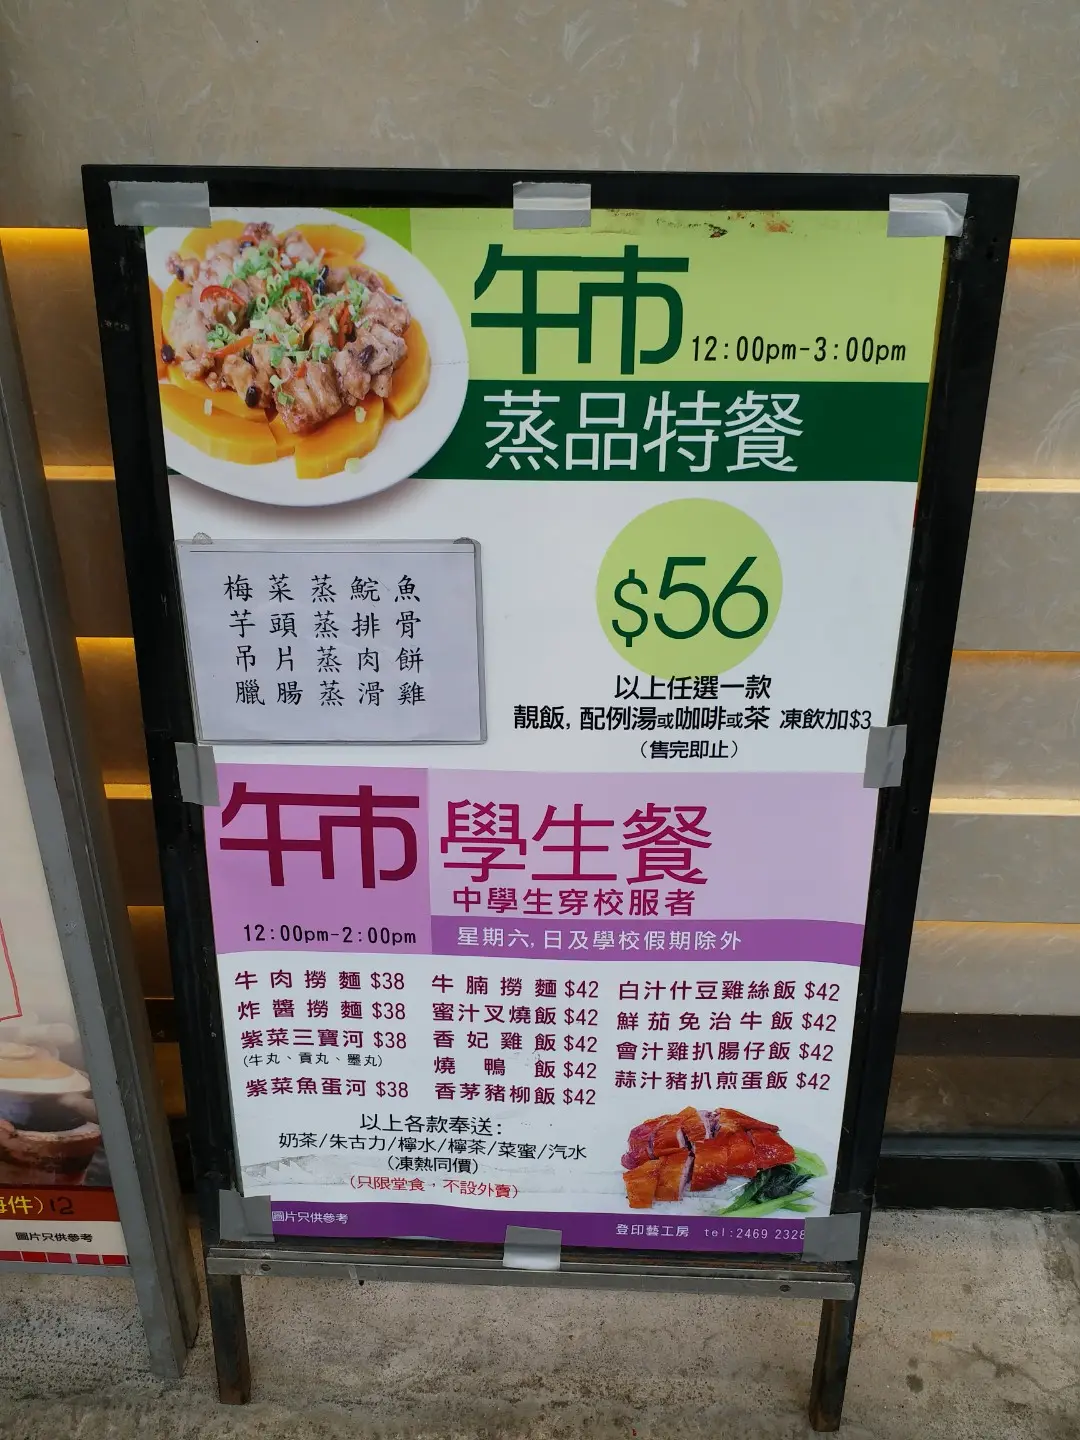 午市
12:00pm-3:00pm
蒸品特餐
梅菜蒸鯇魚
芋頭蒸排骨
吊片蒸肉餅
臘腸蒸滑雞
$56
以上任選一款
靚飯, 配例湯或咖啡或茶 凍飲加$3
(售完即止)
午市
12:00pm-2:00pm
學生餐
中學生穿校服者
星期六, 日及學校假期除外
牛肉撈麵 $38
炸醬撈麵 $38
紫菜三寶河 $38
(牛丸、貢丸、墨丸)
紫菜魚蛋河 $38
牛腩撈麵 $42
蜜汁叉燒飯 $42
香妃雞飯 $42
燒鴨飯 $42
香茅豬柳飯 $42
白汁什豆雞絲飯 $42
鮮茄免治牛飯 $42
會汁雞扒腸仔飯 $42
蒜汁豬扒煎蛋飯 $42
以上各款奉送:
奶茶/朱古力/檸水/檸茶/菜蜜/汽水
(凍熱同價)
(只限堂食，不設外賣)
圖片只供參考
登印藝工房 tel:2469 2328
件) 12
圖片只供參考